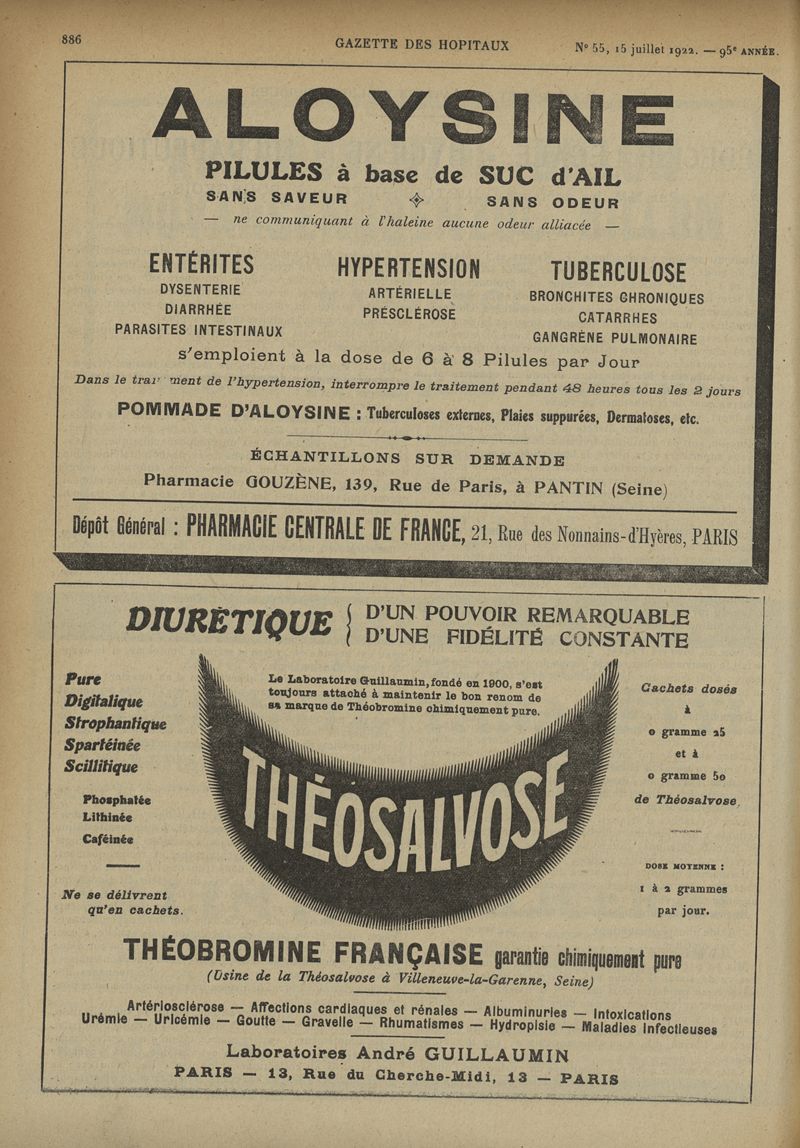 886
GAZETTE DES HOPITAUX
N° 55, 15 juillet 1922. — 95e ANNÉE.
ALOYSINE
PILULES à base de SUC d'AIL
SANS SAVEUR SANS ODEUR
— ne communiquant à l'haleine aucune odeur alliacée —
ENTÉRITES
DYSENTERIE
DIARRHÉE
PARASITES INTESTINAUX
HYPERTENSION
ARTÉRIELLE
PRÉSCLÉROSE
TUBERCULOSE
BRONCHITES CHRONIQUES
CATARRHES
GANGRÈNE PULMONAIRE
s'emploient à la dose de 6 à 8 Pilules par Jour
Dans le trai ment de l'hypertension, interrompre le traitement pendant 48 heures tous les 2 jours
POMMADE D'ALOYSINE : Tuberculoses externes, Plaies suppurées, Dermatoses, etc.
ÉCHANTILLONS SUR DEMANDE
Pharmacie GOUZÈNE, 139, Rue de Paris, à PANTIN (Seine)
Dépôt Général : PHARMACIE CENTRALE DE FRANCE, 21, Rue des Nonnains-d'Hyères, PARIS
DIURÉTIQUE { D'UN POUVOIR REMARQUABLE
D'UNE FIDÉLITÉ CONSTANTE
Pure
Digitalique
Strophantique
Spartéinée
Scillitique
Phosphatée
Lithinée
Caféinée
Ne se délivrent
qu'en cachets.
Le Laboratoire Guillaumin, fondé en 1900, s'est
toujours attaché à maintenir le bon renom de
sa marque de Théobromine chimiquement pure.
THÉOSALVOSE
Cachets dosés
à
0 gramme 25
et à
0 gramme 50
de Théosalvose.
DOSE MOYENNE :
1 à 2 grammes
par jour.
THÉOBROMINE FRANÇAISE garantie chimiquement pure
(Usine de la Théosalvose à Villeneuve-la-Garenne, Seine)
Artériosclérose — Affections cardiaques et rénales — Albuminuries — Intoxications
Urémie — Uricémie — Goutte — Gravelle — Rhumatismes — Hydropisie — Maladies infectieuses
Laboratoires André GUILLAUMIN
PARIS — 13, Rue du Cherche-Midi, 13 — PARIS